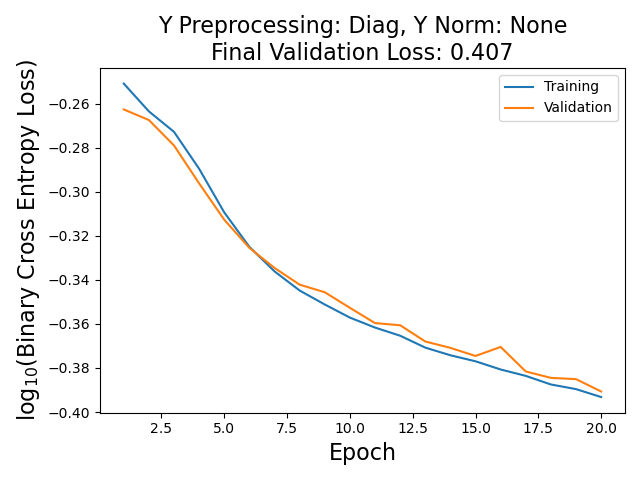 Y Preprocessing: Diag, Y Norm: None
Final Validation Loss: 0.407
Training
Validation
log₁₀(Binary Cross Entropy Loss)
−0.26
−0.28
−0.30
−0.32
−0.34
−0.36
−0.38
−0.40
2.5 5.0 7.5 10.0 12.5 15.0 17.5 20.0
Epoch